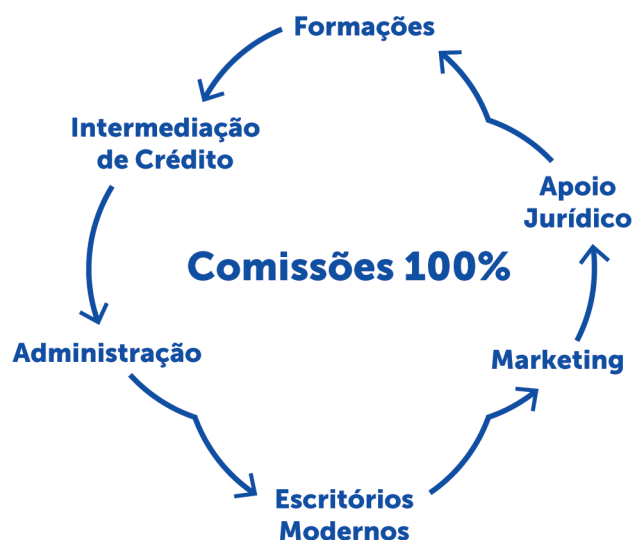 Formações
Intermediação
de Crédito
Apoio
Jurídico
Comissões 100%
Administração
Marketing
Escritórios
Modernos